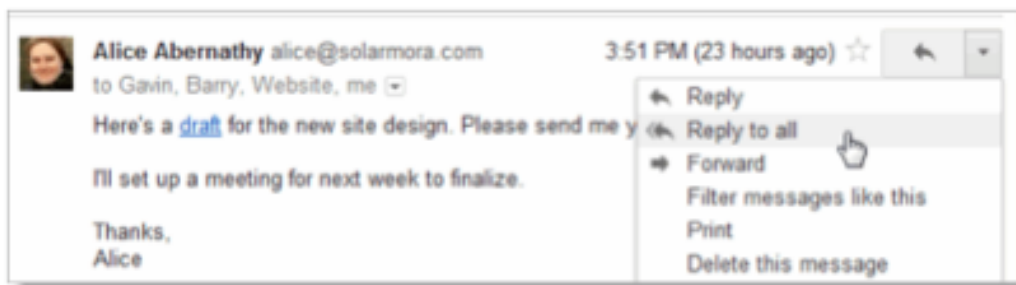 Alice Abernathy alice@solarmora.com 3:51 PM (23 hours ago)
to Gavin, Barry, Website, me
Here's a draft for the new site design. Please send me y
I'll set up a meeting for next week to finalize.
Thanks,
Alice
Reply
Reply to all
Forward
Filter messages like this
Print
Delete this message